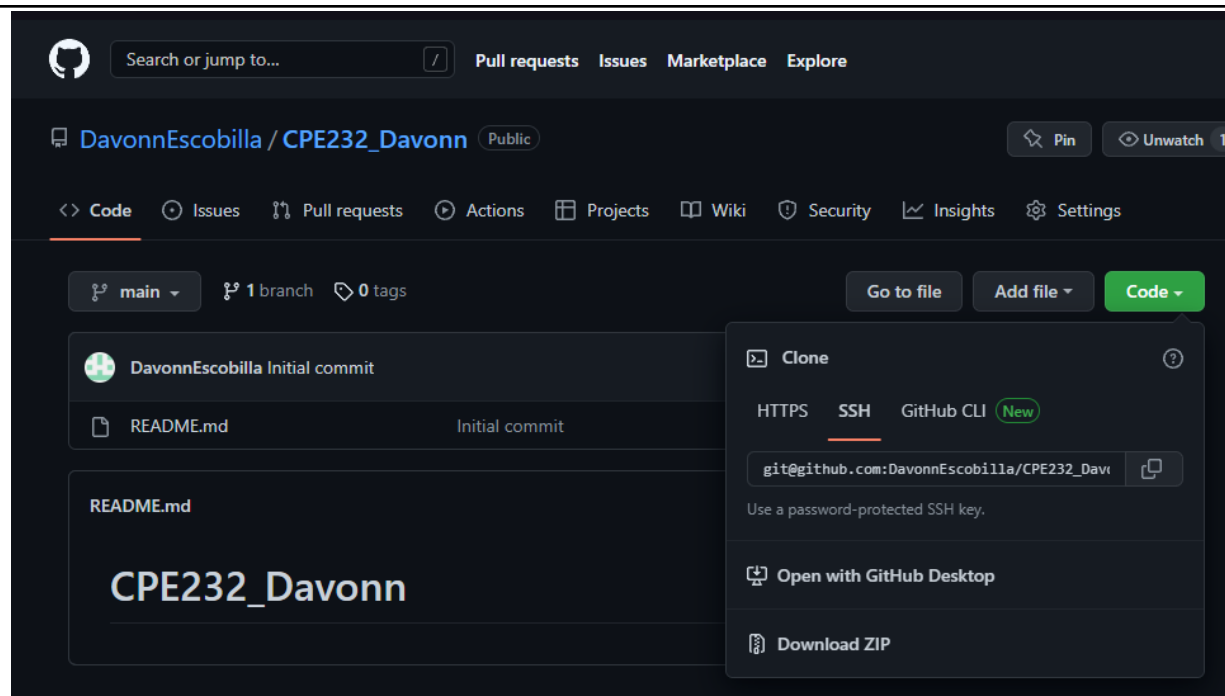 Search or jump to... / Pull requests Issues Marketplace Explore
DavonnEscobilla / CPE232_Davonn Public Pin Unwatch 1
<> Code Issues Pull requests Actions Projects Wiki Security Insights Settings
main 1 branch 0 tags Go to file Add file Code
DavonnEscobilla Initial commit
README.md Initial commit
README.md
CPE232_Davonn
Clone
HTTPS SSH GitHub CLI New
git@github.com:DavonnEscobilla/CPE232_Davo
Use a password-protected SSH key.
Open with GitHub Desktop
Download ZIP